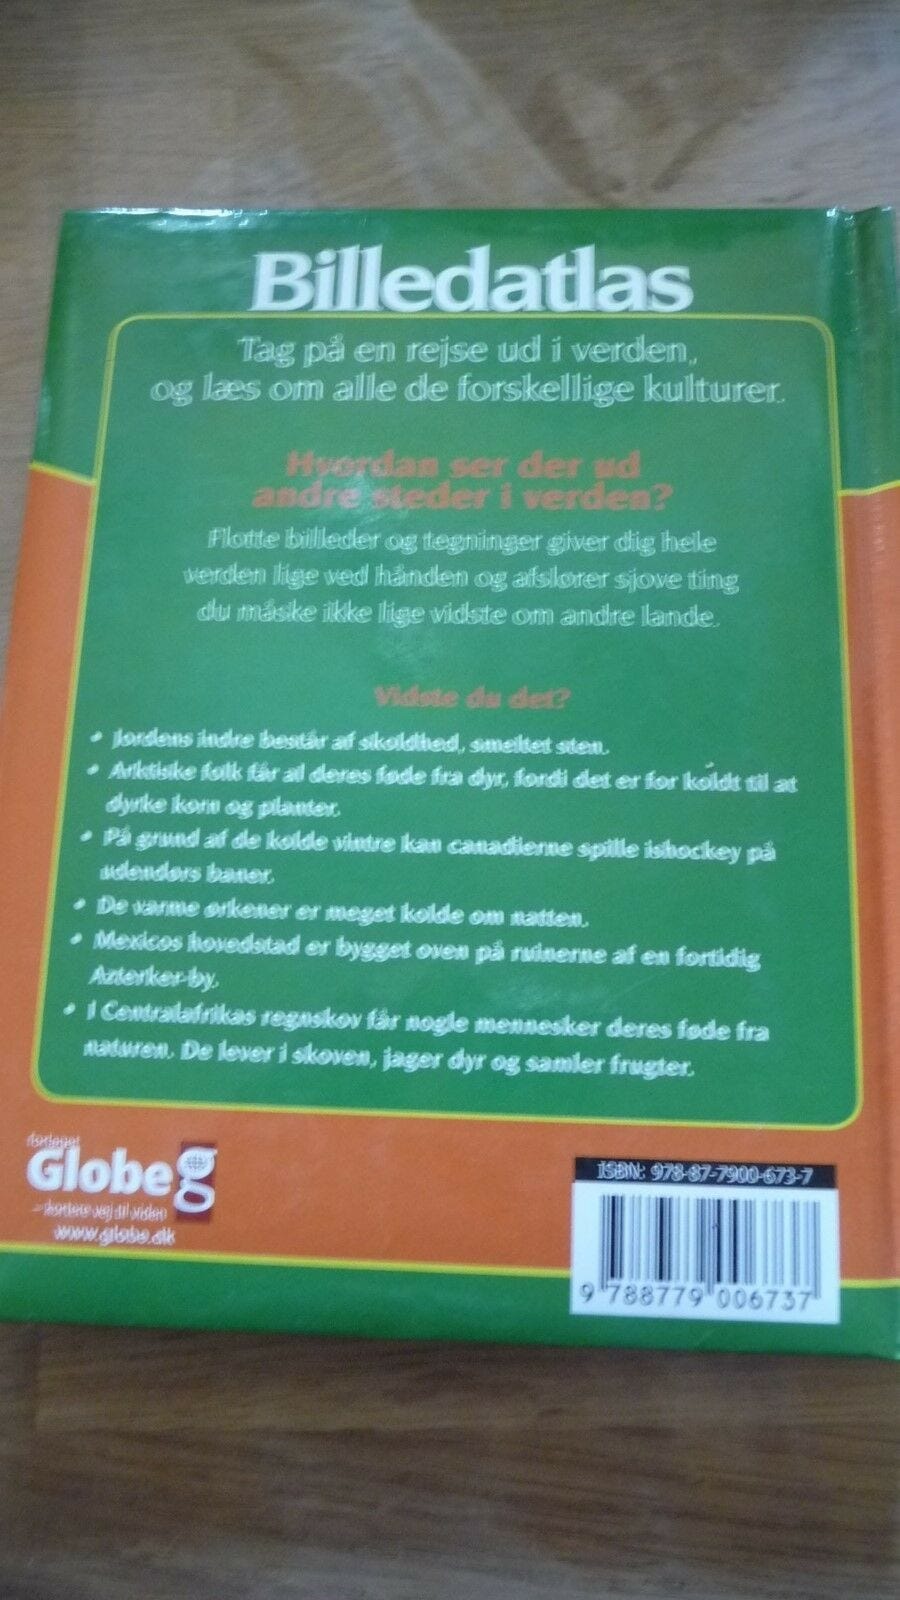 Billedatlas
Tag på en rejse ud i verden,
og læs om alle de forskellige kulturer.
Hvordan ser der ud
andre steder i verden?
Flotte billeder og tegninger giver dig hele
verden lige ved hånden og afslører sjove ting
du måske ikke lige vidste om andre lande.
Vidste du det?
• Jordens indre består af skoldhed, smeltet sten.
• Arktiske folk får al deres føde fra dyr, fordi det er for koldt til at
dyrke korn og planter.
• På grund af de kolde vintre kan canadierne spille ishockey på
udendørs baner.
• De varme ørkener er meget kolde om natten.
• Mexicos hovedstad er bygget oven på ruinerne af en fortidig
Azterker-by.
• I Centralafrikas regnskov får nogle mennesker deres føde fra
naturen. De lever i skoven, jager dyr og samler frugter.
forlaget
Globe g
– kortere vej til viden
www.globe.dk
ISBN: 978-87-7900-673-7
9 788779 006737